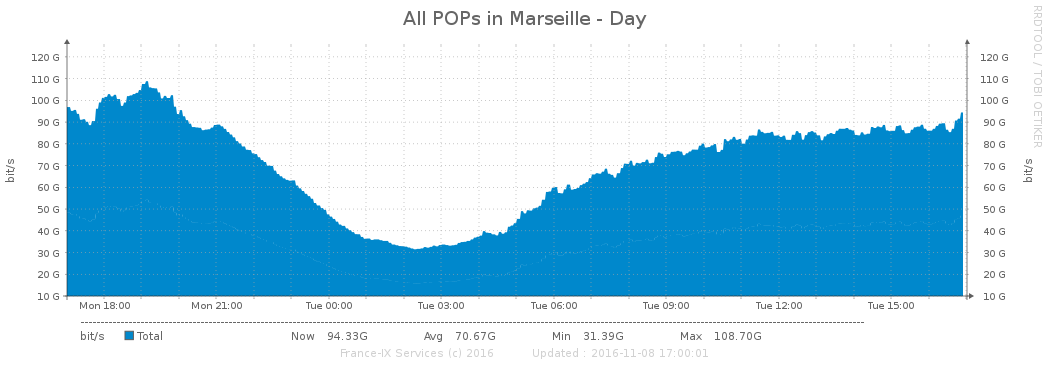 All POPs in Marseille - Day
RRDTOOL / TOBI OETIKER
bit/s
120 G 120 G
110 G 110 G
100 G 100 G
90 G 90 G
80 G 80 G
70 G 70 G
60 G 60 G
50 G 50 G
40 G 40 G
30 G 30 G
20 G 20 G
10 G 10 G
bit/s
Mon 18:00 Mon 21:00 Tue 00:00 Tue 03:00 Tue 06:00 Tue 09:00 Tue 12:00 Tue 15:00
bit/s Total Now 94.33G Avg 70.67G Min 31.39G Max 108.70G
France-IX Services (c) 2016 Updated : 2016-11-08 17:00:01